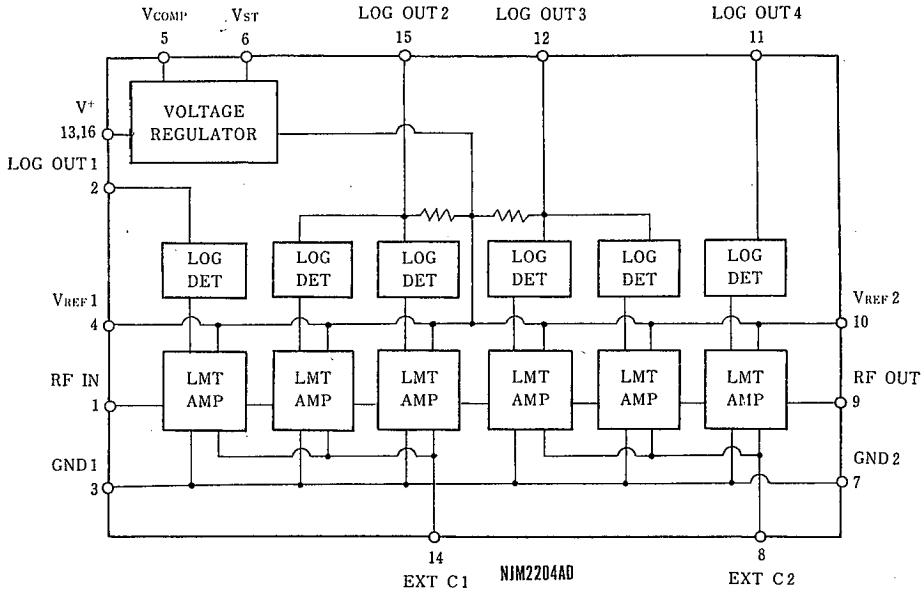 VCOMP VST LOG OUT 2 LOG OUT 3 LOG OUT 4
5 6 15 12 11
V+
13,16
VOLTAGE
REGULATOR
LOG OUT 1
2
LOG
DET
LOG
DET
LOG
DET
LOG
DET
LOG
DET
LOG
DET
VREF 1
4
VREF 2
10
RF IN
1
LMT
AMP
LMT
AMP
LMT
AMP
LMT
AMP
LMT
AMP
LMT
AMP
RF OUT
9
GND 1
3
GND 2
7
14
EXT C1
NJM2204AD
8
EXT C2